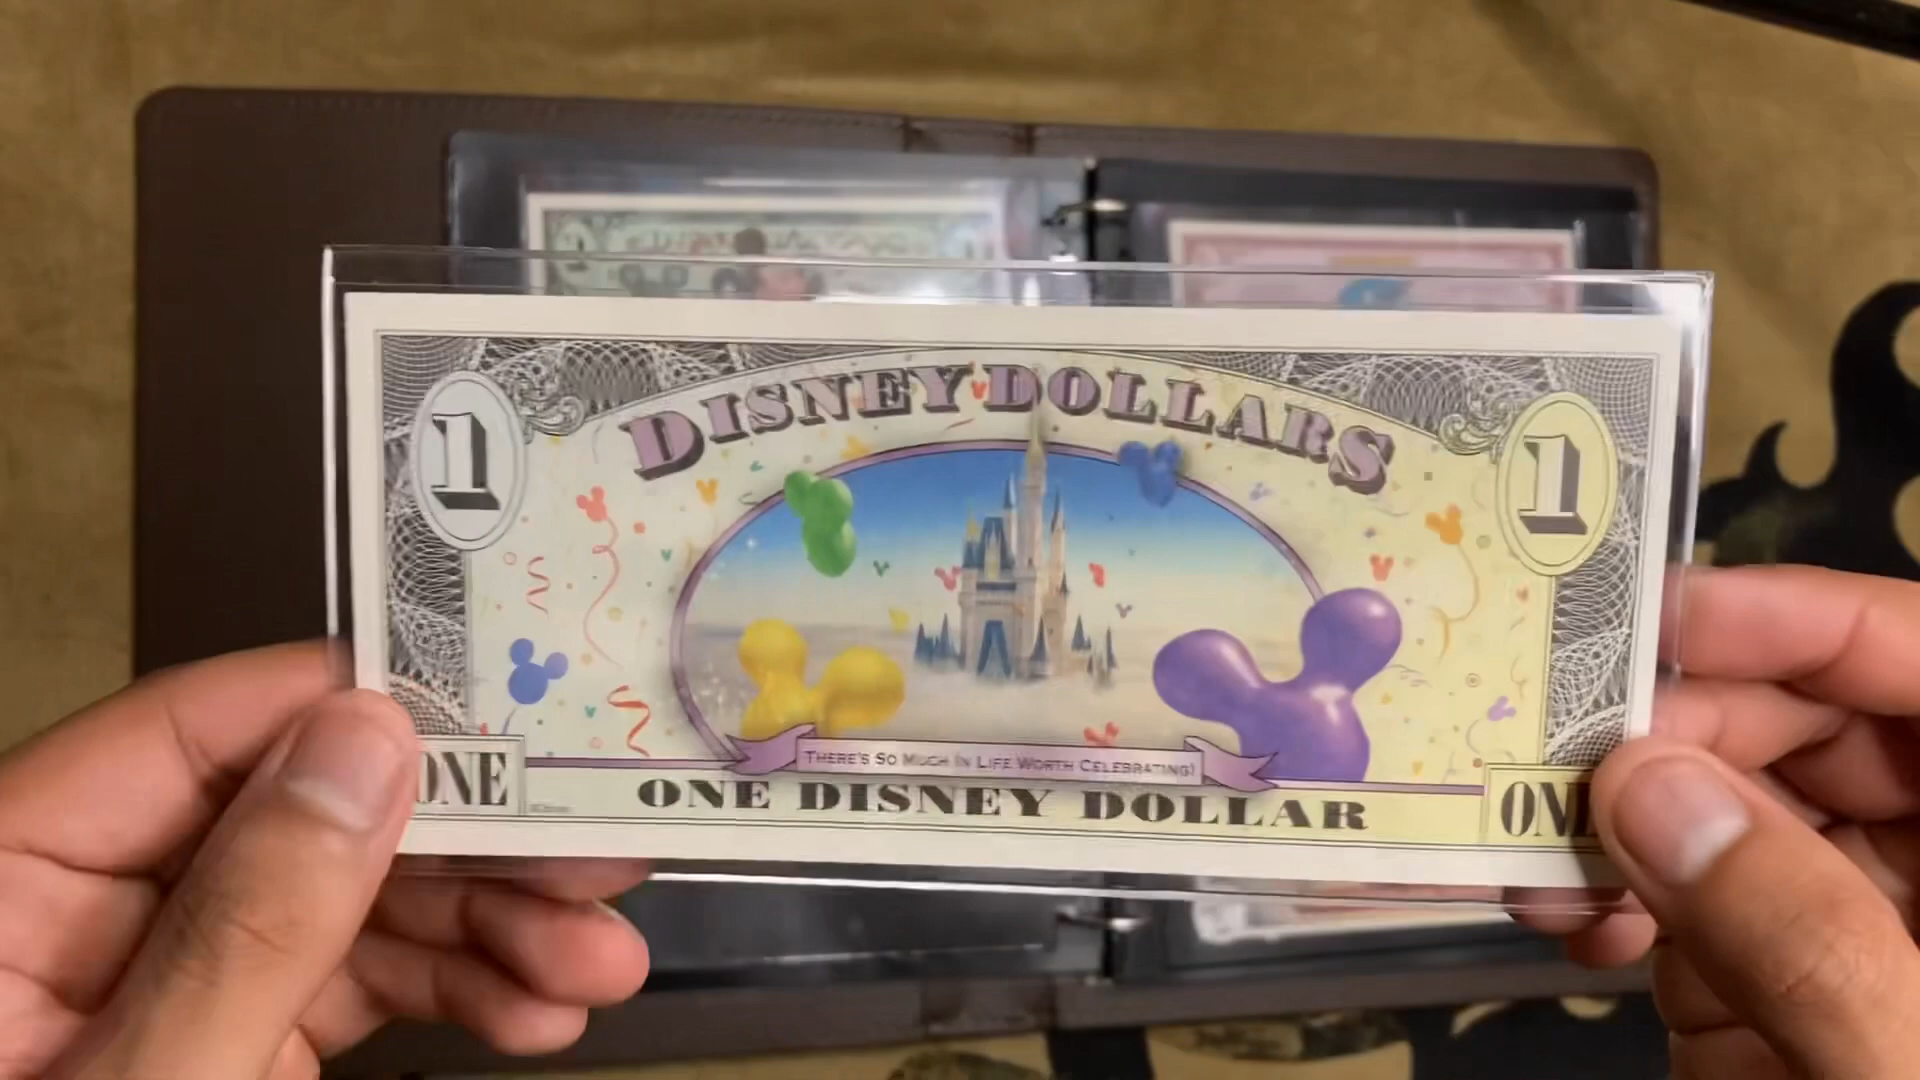 DISNEY DOLLARS
1
1
THERE'S SO MUCH IN LIFE WORTH CELEBRATING!
ONE
ONE DISNEY DOLLAR
ONE